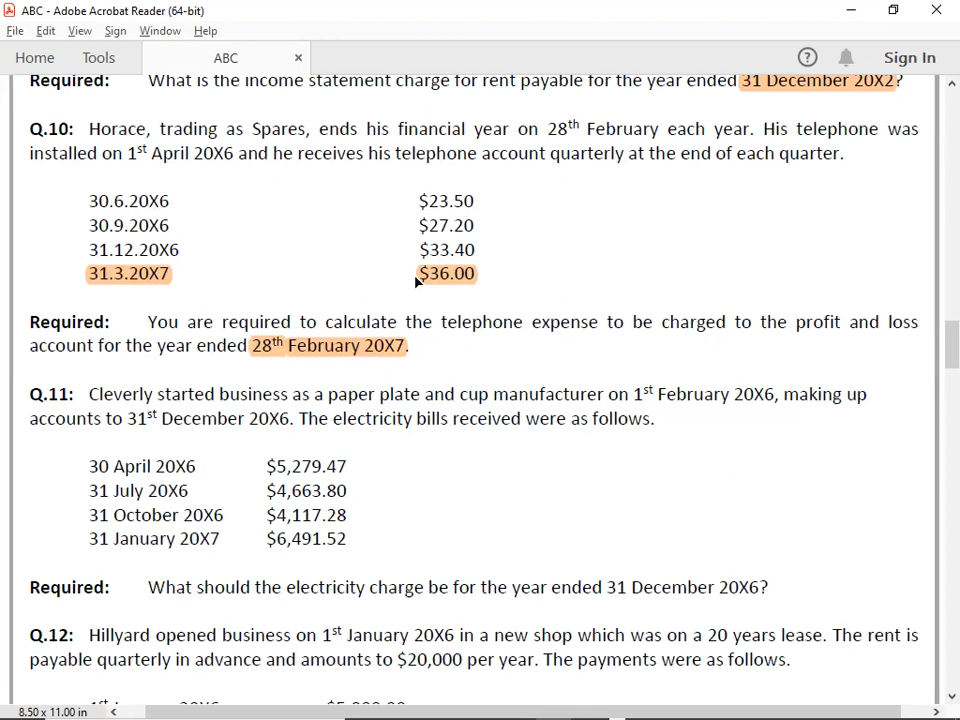 ABC - Adobe Acrobat Reader (64-bit)
File Edit View Sign Window Help
Home Tools ABC × ? Sign In
Required: What is the income statement charge for rent payable for the year ended 31 December 20X2?
Q.10: Horace, trading as Spares, ends his financial year on 28th February each year. His telephone was
installed on 1st April 20X6 and he receives his telephone account quarterly at the end of each quarter.
30.6.20X6 $23.50
30.9.20X6 $27.20
31.12.20X6 $33.40
31.3.20X7 $36.00
Required: You are required to calculate the telephone expense to be charged to the profit and loss
account for the year ended 28th February 20X7.
Q.11: Cleverly started business as a paper plate and cup manufacturer on 1st February 20X6, making up
accounts to 31st December 20X6. The electricity bills received were as follows.
30 April 20X6 $5,279.47
31 July 20X6 $4,663.80
31 October 20X6 $4,117.28
31 January 20X7 $6,491.52
Required: What should the electricity charge be for the year ended 31 December 20X6?
Q.12: Hillyard opened business on 1st January 20X6 in a new shop which was on a 20 years lease. The rent is
payable quarterly in advance and amounts to $20,000 per year. The payments were as follows.
8.50 x 11.00 in